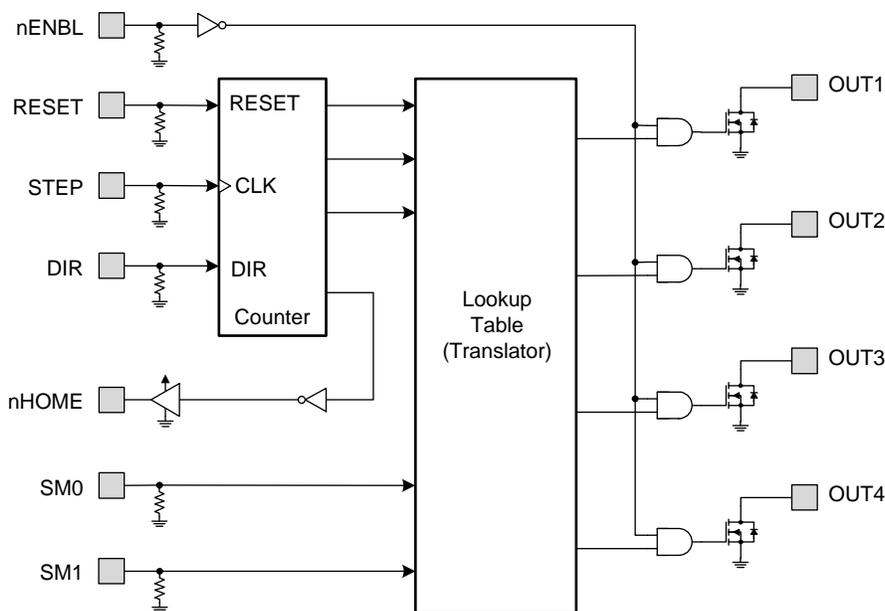 nENBL
RESET
STEP
DIR
nHOME
SM0
SM1
RESET
CLK
DIR
Counter
Lookup
Table
(Translator)
OUT1
OUT2
OUT3
OUT4